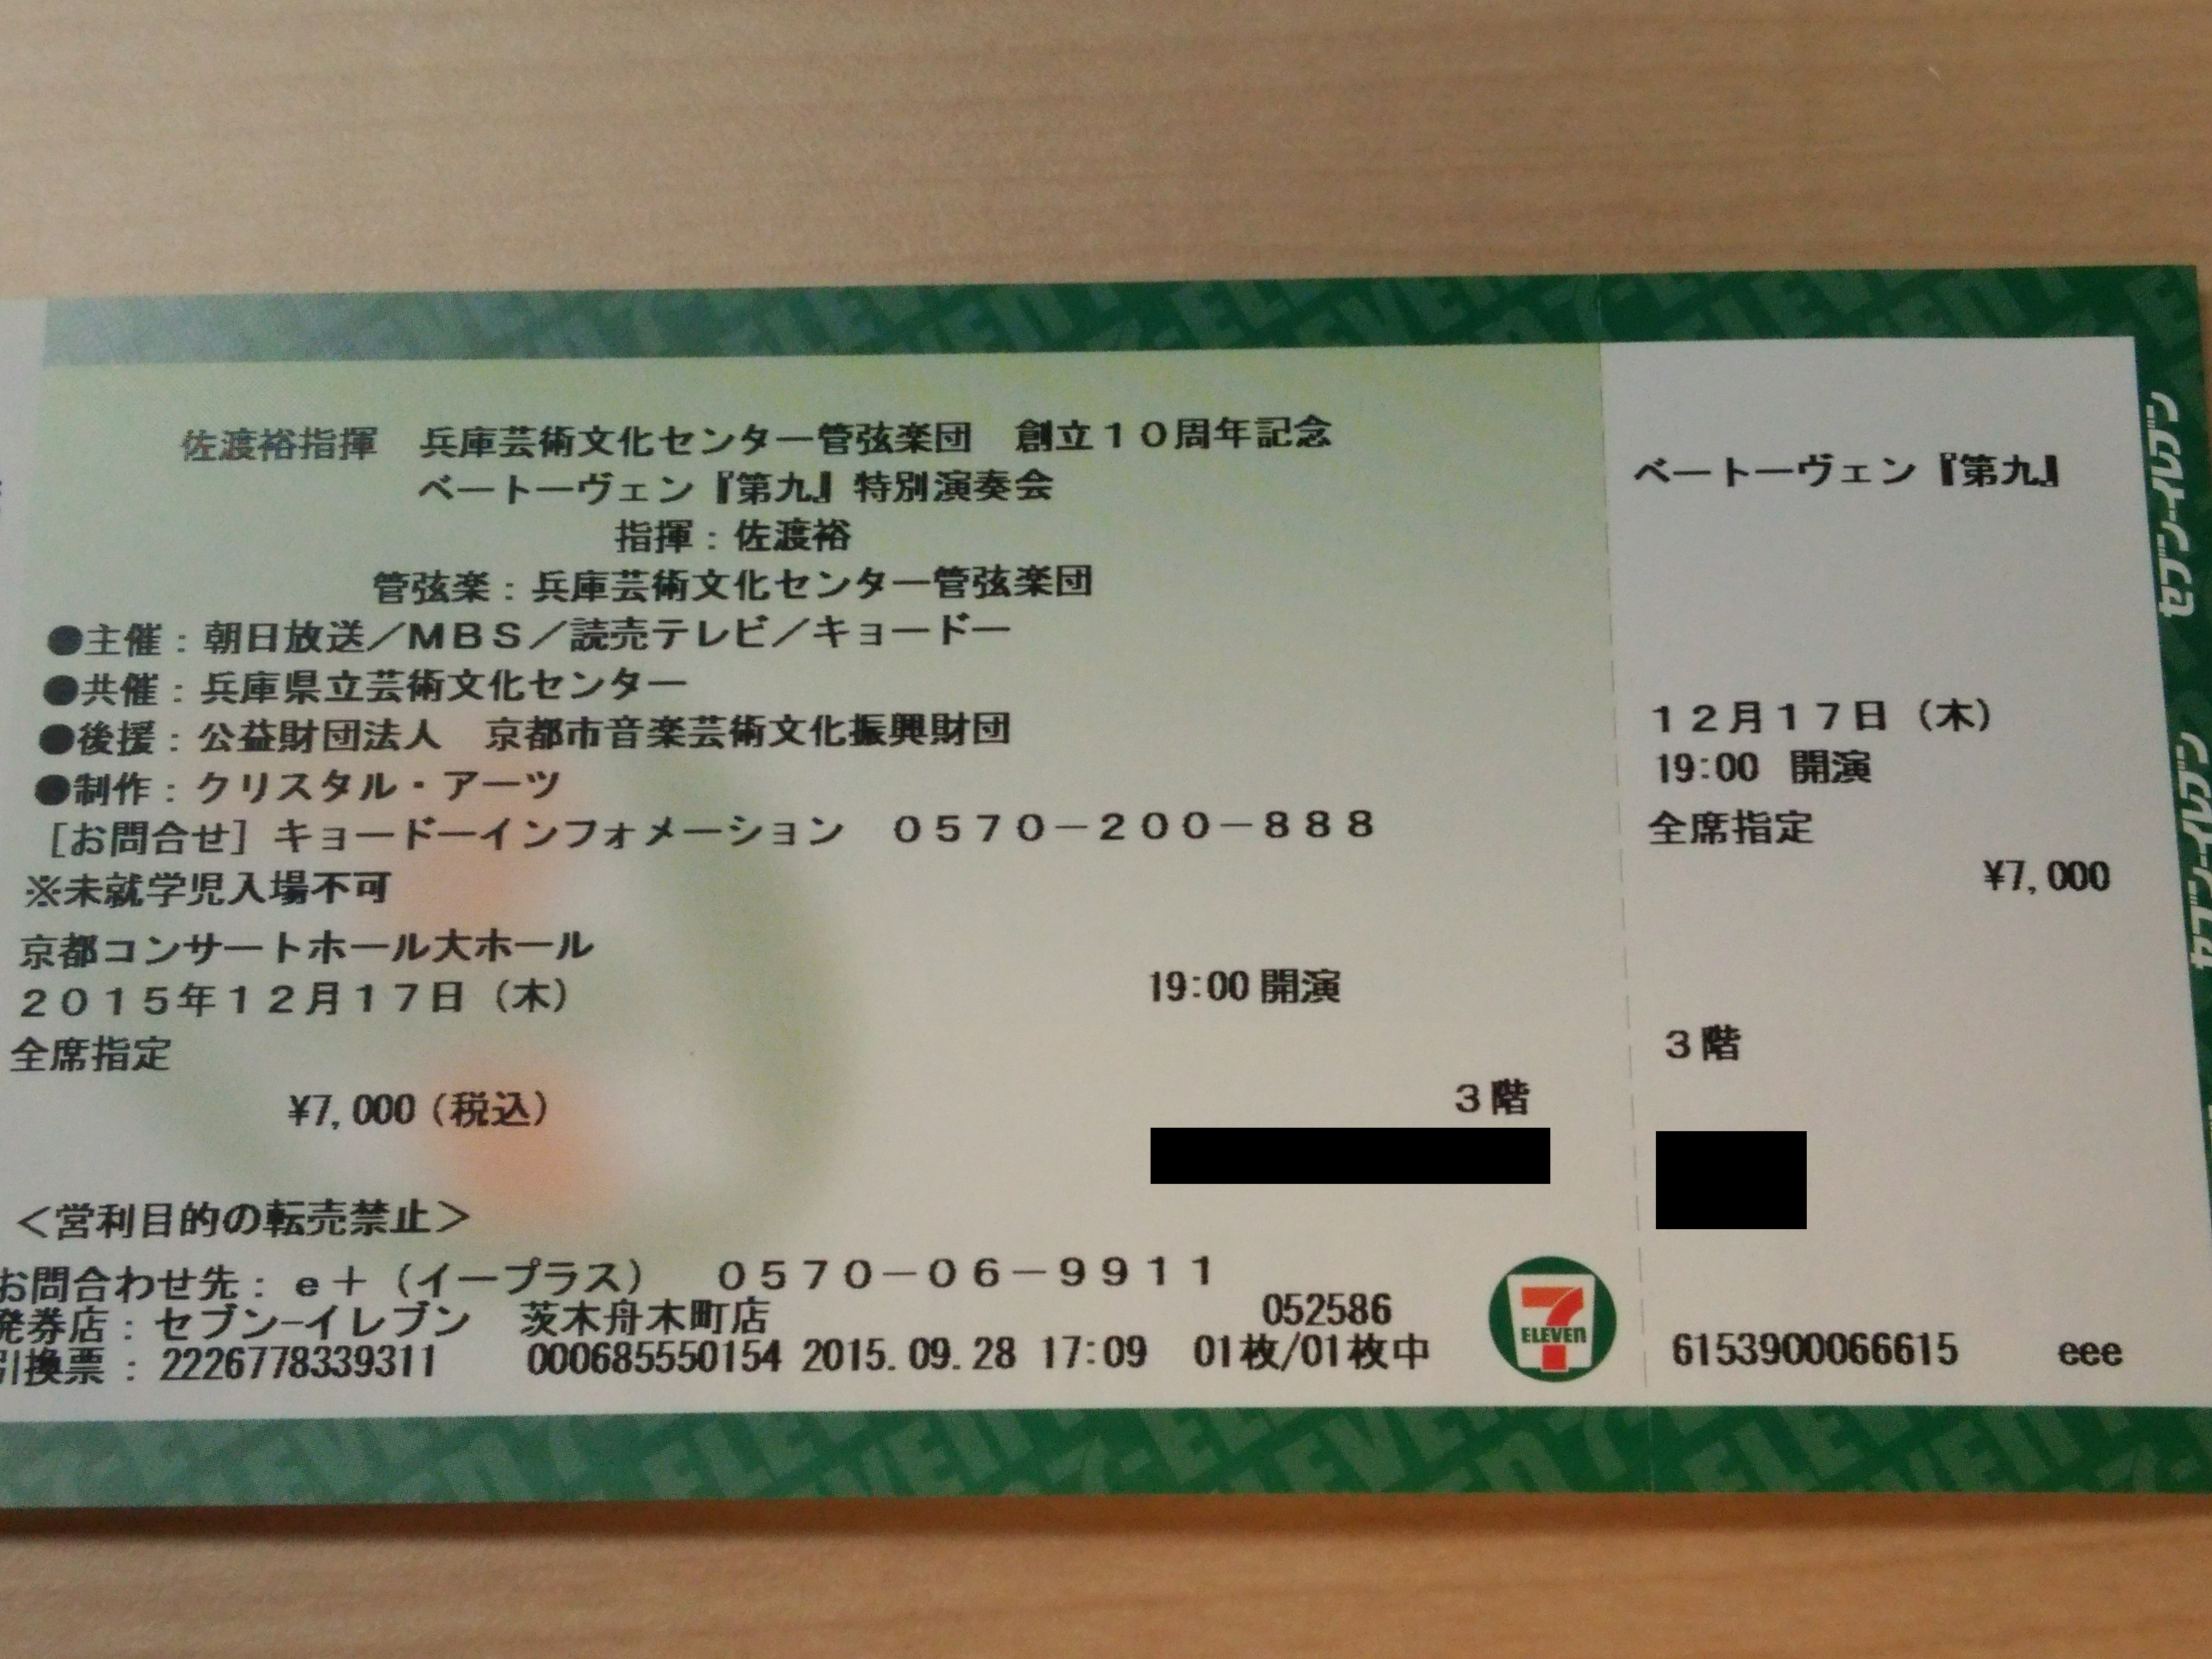 佐渡裕指揮　兵庫芸術文化センター管弦楽団　創立１０周年記念
ベートーヴェン『第九』特別演奏会
指揮：佐渡裕
管弦楽：兵庫芸術文化センター管弦楽団
●主催：朝日放送／ＭＢＳ／読売テレビ／キョードー
●共催：兵庫県立芸術文化センター
●後援：公益財団法人　京都市音楽芸術文化振興財団
●制作：クリスタル・アーツ
［お問合せ］キョードーインフォメーション　０５７０－２００－８８８
※未就学児入場不可
京都コンサートホール大ホール
２０１５年１２月１７日（木）　19:00 開演
全席指定
¥7,000（税込）
３階
＜営利目的の転売禁止＞
お問合わせ先：ｅ＋（イープラス）　０５７０－０６－９９１１
発券店：セブン-イレブン　茨木舟木町店　052586
引換票：2226778339311　000685550154 2015.09.28 17:09　01枚/01枚中
7
ELEVEn
ベートーヴェン『第九』
１２月１７日（木）
19:00 開演
全席指定
¥7,000
３階
6153900066615　eee
セブン-イレブン
セブン-イレブン